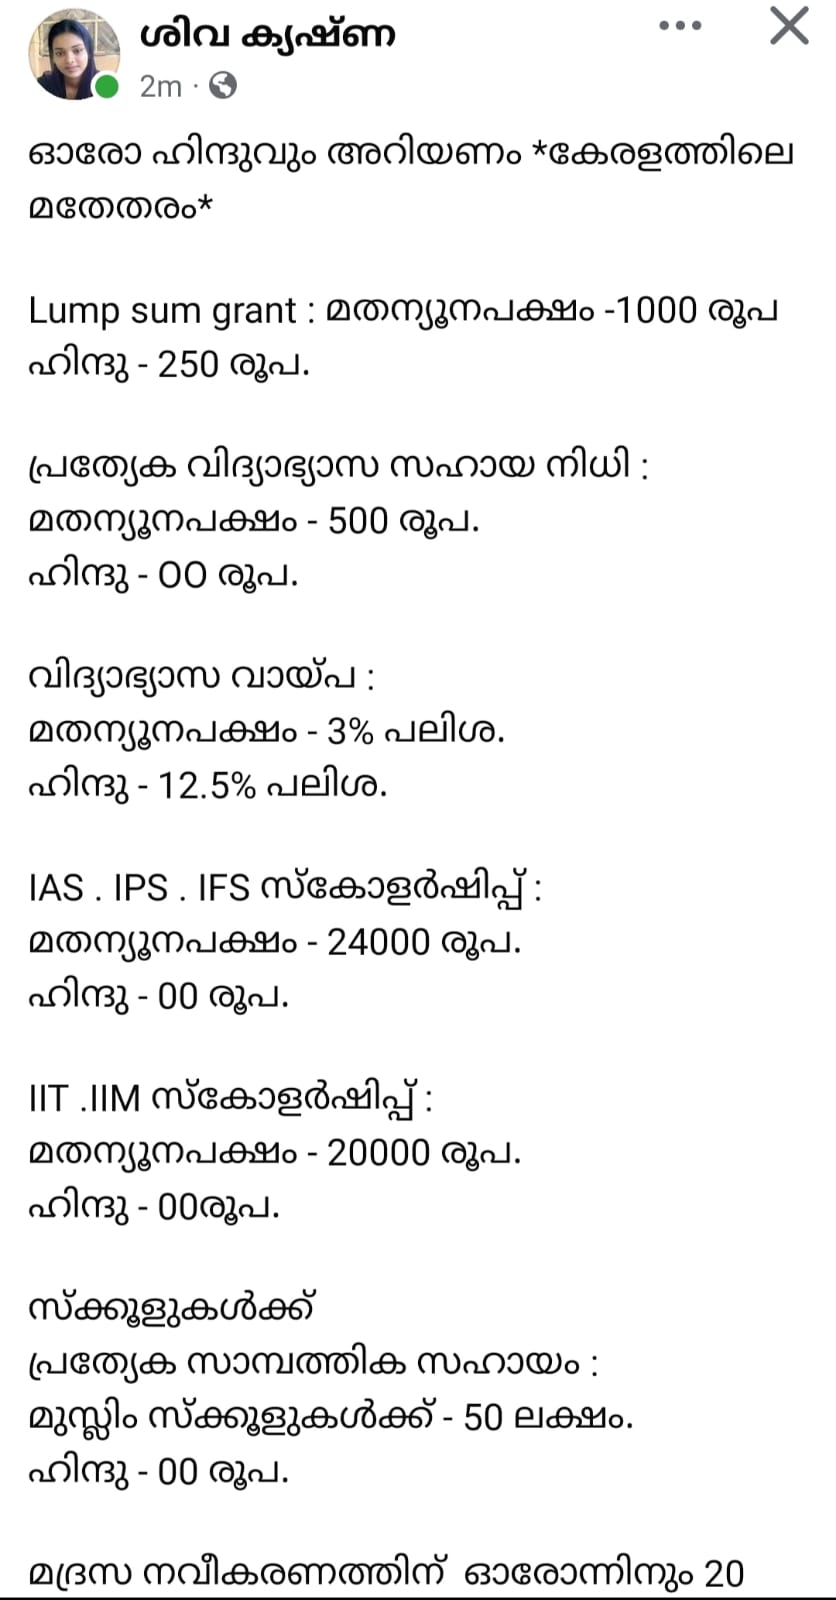 ശിവ കൃഷ്ണ
2m ·
ഓരോ ഹിന്ദുവും അറിയണം *കേരളത്തിലെ
മതേതരം*
Lump sum grant : മതന്യൂനപക്ഷം -1000 രൂപ
ഹിന്ദു - 250 രൂപ.
പ്രത്യേക വിദ്യാഭ്യാസ സഹായ നിധി :
മതന്യൂനപക്ഷം - 500 രൂപ.
ഹിന്ദു - OO രൂപ.
വിദ്യാഭ്യാസ വായ്പ :
മതന്യൂനപക്ഷം - 3% പലിശ.
ഹിന്ദു - 12.5% പലിശ.
IAS . IPS . IFS സ്കോളർഷിപ്പ് :
മതന്യൂനപക്ഷം - 24000 രൂപ.
ഹിന്ദു - 00 രൂപ.
IIT .IIM സ്കോളർഷിപ്പ് :
മതന്യൂനപക്ഷം - 20000 രൂപ.
ഹിന്ദു - 00രൂപ.
സ്ക്കൂളുകൾക്ക്
പ്രത്യേക സാമ്പത്തിക സഹായം :
മുസ്ലിം സ്ക്കൂളുകൾക്ക് - 50 ലക്ഷം.
ഹിന്ദു - 00 രൂപ.
മദ്രസ നവീകരണത്തിന് ഓരോന്നിനും 20